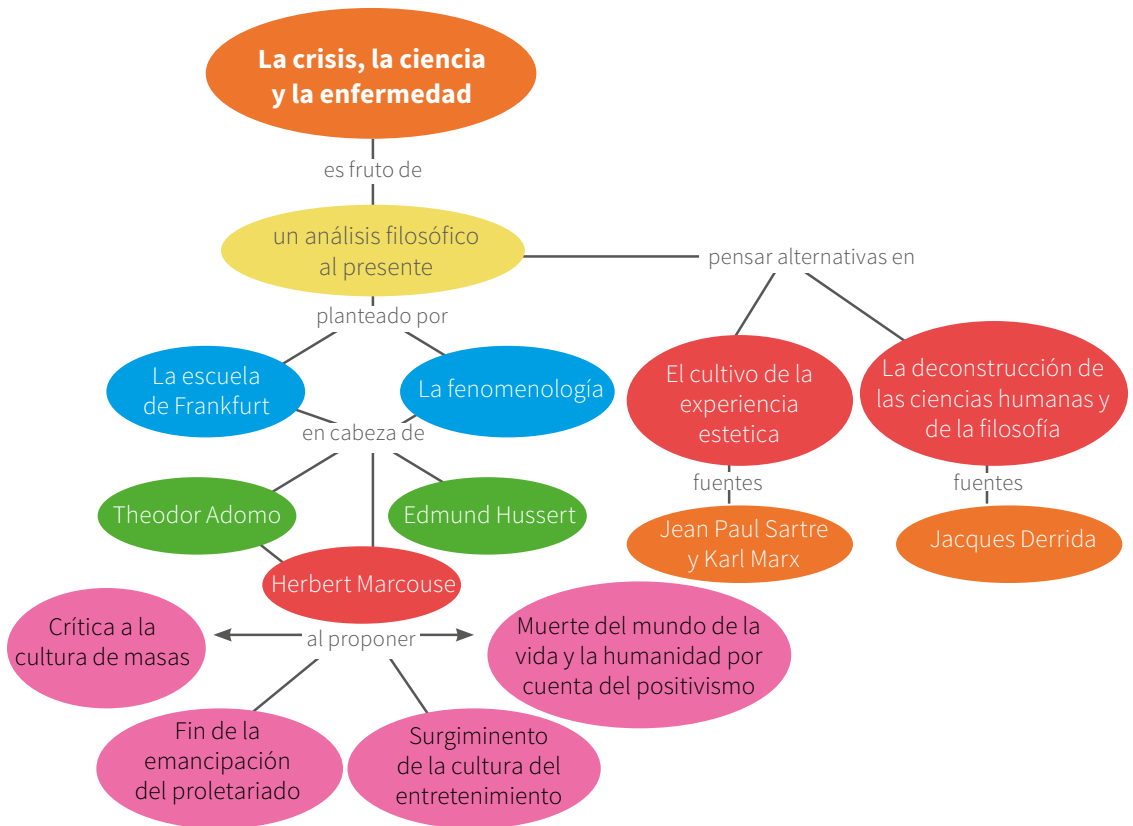 La crisis, la ciencia
y la enfermedad
es fruto de
un análisis filosófico
al presente
pensar alternativas en
planteado por
La escuela
de Frankfurt
La fenomenología
El cultivo de la
experiencia
estetica
La deconstrucción de
las ciencias humanas y
de la filosofía
en cabeza de
fuentes
fuentes
Theodor Adomo
Edmund Hussert
Jean Paul Sartre
y Karl Marx
Jacques Derrida
Herbert Marcouse
al proponer
Crítica a la
cultura de masas
Muerte del mundo de la
vida y la humanidad por
cuenta del positivismo
Fin de la
emancipación
del proletariado
Surgiminento
de la cultura del
entretenimiento